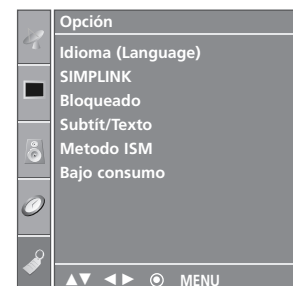 Opción
Idioma (Language)
SIMPLINK
Bloqueado
Subtít/Texto
Metodo ISM
Bajo consumo
▲▼ ◄► ⦿ MENU